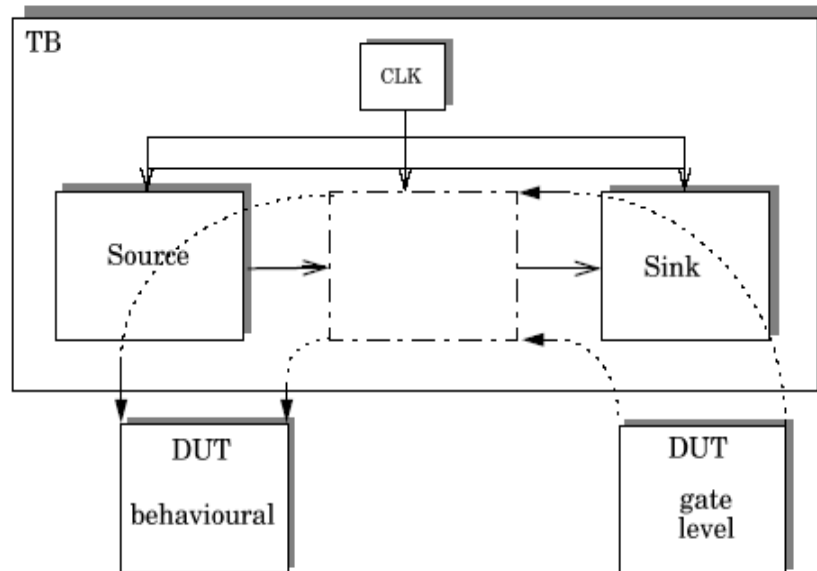 TB
CLK
Source
Sink
DUT
behavioural
DUT
gate
level